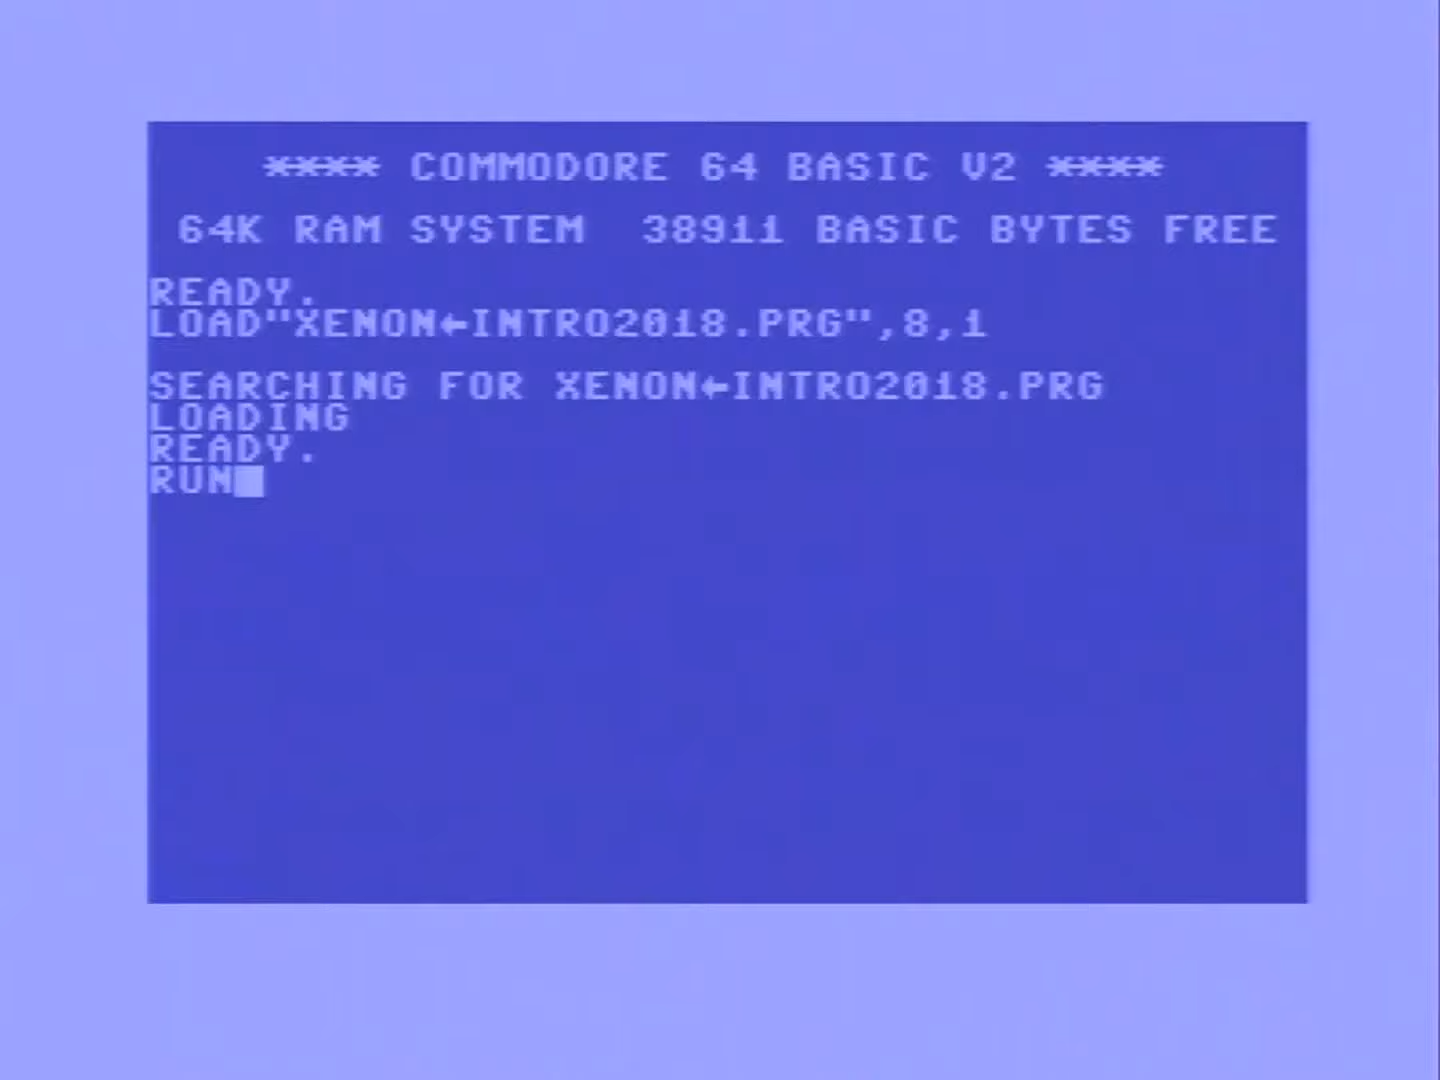 **** COMMODORE 64 BASIC V2 ****
64K RAM SYSTEM  38911 BASIC BYTES FREE
READY.
LOAD"XENON←INTRO2018.PRG",8,1
SEARCHING FOR XENON←INTRO2018.PRG
LOADING
READY.
RUN